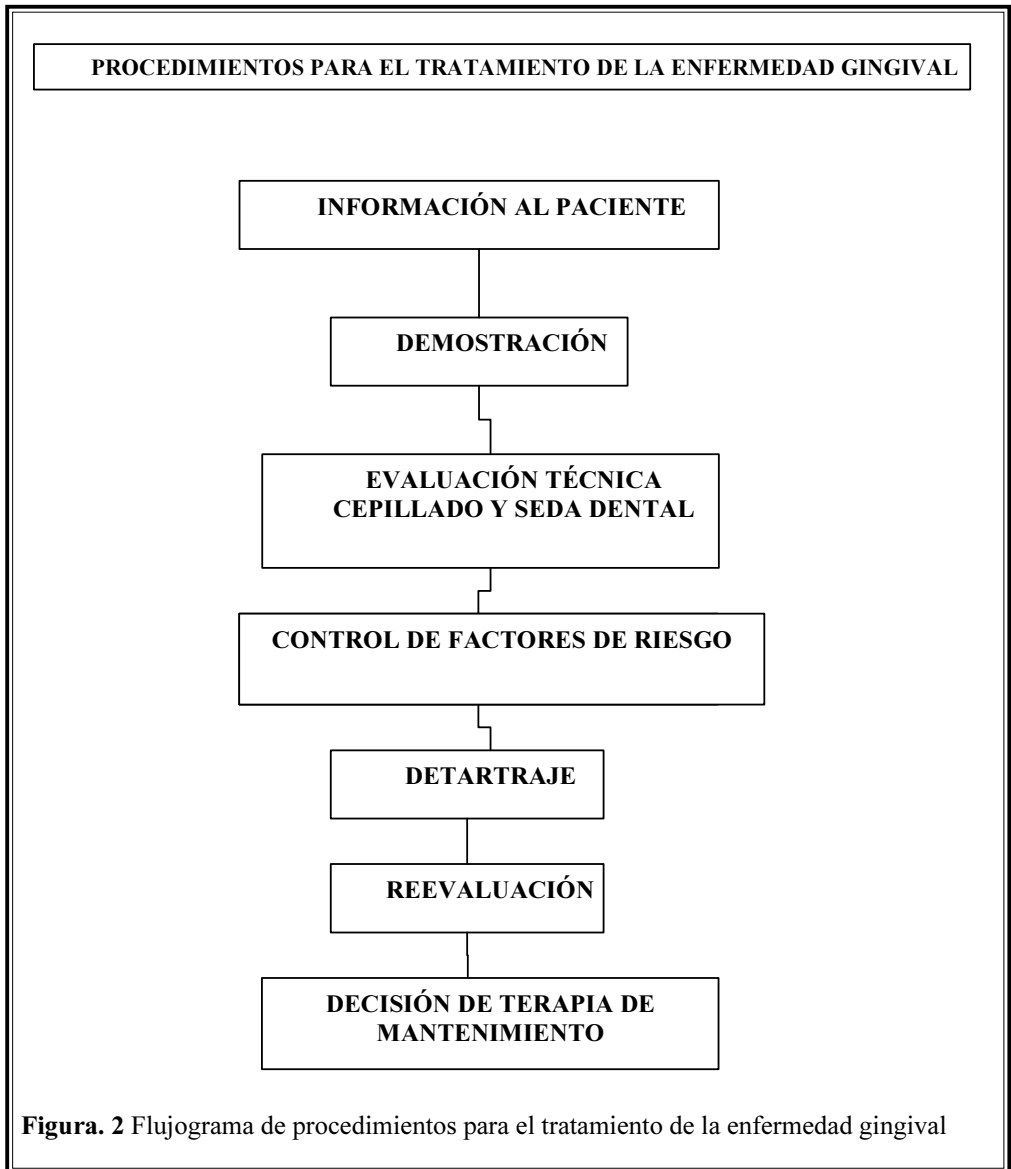 PROCEDIMIENTOS PARA EL TRATAMIENTO DE LA ENFERMEDAD GINGIVAL
INFORMACIÓN AL PACIENTE
DEMOSTRACIÓN
EVALUACIÓN TÉCNICA
CEPILLADO Y SEDA DENTAL
CONTROL DE FACTORES DE RIESGO
DETARTRAJE
REEVALUACIÓN
DECISIÓN DE TERAPIA DE
MANTENIMIENTO
Figura. 2 Flujograma de procedimientos para el tratamiento de la enfermedad gingival